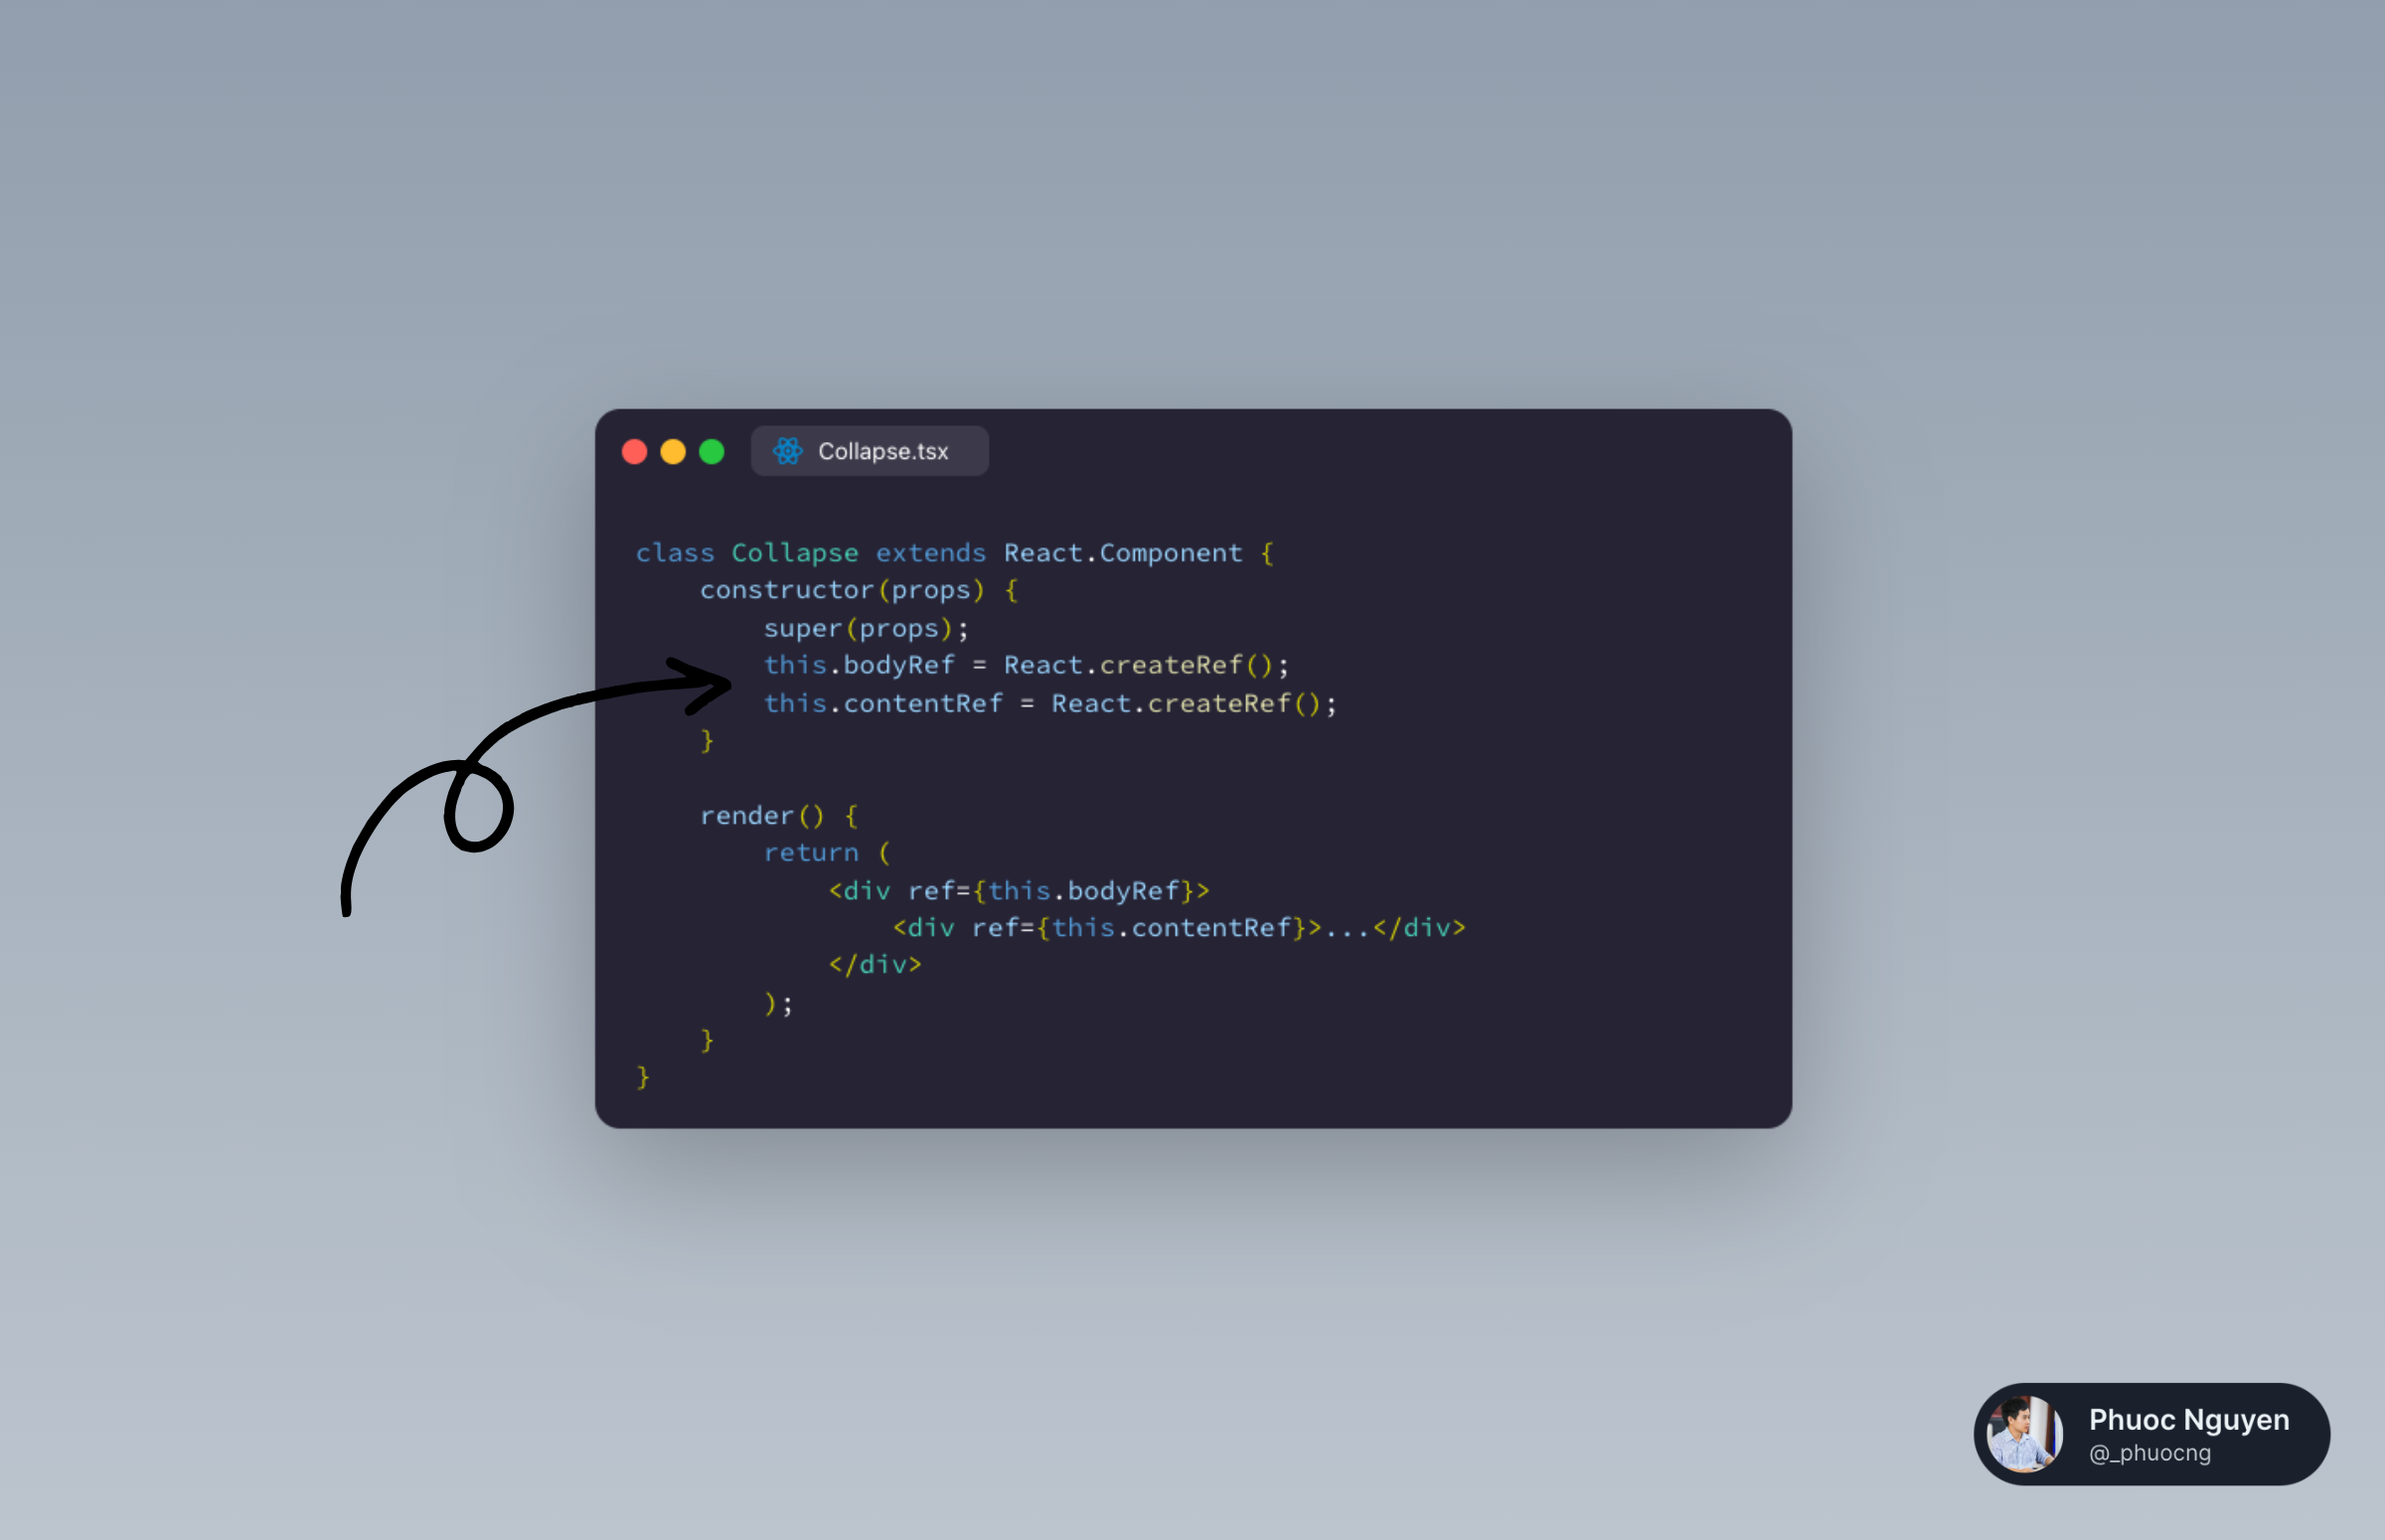 Collapse.tsx
class Collapse extends React.Component {
    constructor(props) {
        super(props);
        this.bodyRef = React.createRef();
        this.contentRef = React.createRef();
    }

    render() {
        return (
            <div ref={this.bodyRef}>
                <div ref={this.contentRef}>...</div>
            </div>
        );
    }
}
Phuoc Nguyen
@_phuocng